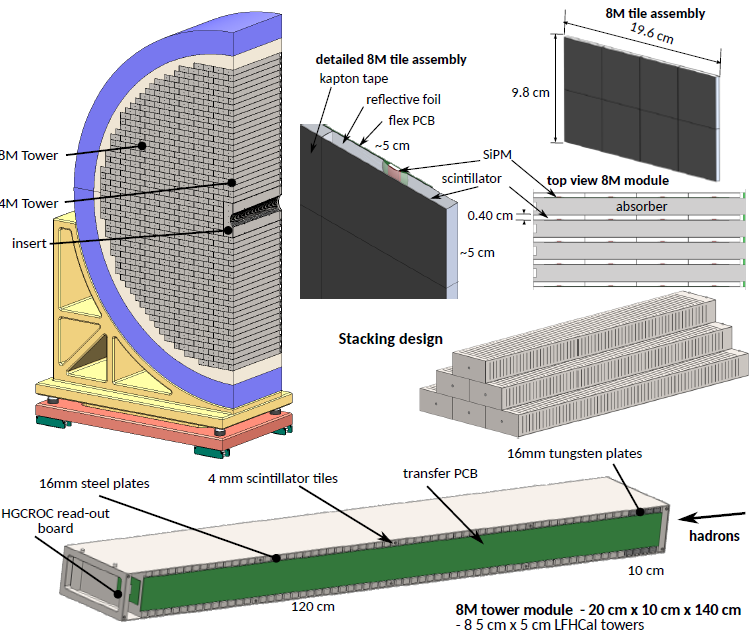 8M tile assembly
19.6 cm
9.8 cm
detailed 8M tile assembly
kapton tape
reflective foil
flex PCB
~5 cm
SiPM
scintillator
~5 cm
top view 8M module
absorber
0.40 cm
8M Tower
4M Tower
insert
Stacking design
16mm tungsten plates
transfer PCB
4 mm scintillator tiles
16mm steel plates
HGCROC read-out
board
hadrons
10 cm
120 cm
8M tower module - 20 cm x 10 cm x 140 cm
- 8 5 cm x 5 cm LFHCal towers